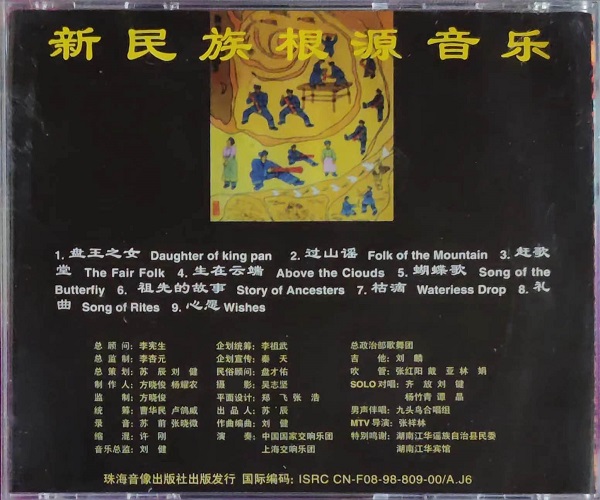 新民族根源音乐
1. 盘王之女 Daughter of king pan 2. 过山谣 Folk of the Mountain 3. 赶歌
堂 The Fair Folk 4. 生在云端 Above the Clouds 5. 蝴蝶歌 Song of the
Butterfly 6. 祖先的故事 Story of Ancesters 7. 枯滴 Wateriess Drop 8. 礼
曲 Song of Rites 9. 心愿 Wishes
总顾问: 李宪生
总监制: 李杏元
总策划: 苏辰 刘健
制作人: 方晓俊 杨耀农
监制: 方晓俊
统筹: 曹华民 卢鸽威
录音: 苏前 张晓微
缩混: 许刚
音乐总监: 刘健
企划统筹: 李祖武
企划宣传: 秦天
民俗顾问: 盘才佑
摄影: 吴志坚
平面设计: 郑飞 张浩
出品人: 苏辰
作曲编曲: 刘健
演奏: 中国国家交响乐团
上海交响乐团
总政治部歌舞团
吉他: 刘麟
吹管: 张红阳 戴亚 林娟
SOLO对唱: 齐放 刘键
杨竹青 谭晶
男声伴唱: 九头鸟合唱组
MTV导演: 张祥林
特别鸣谢: 湖南江华谣族自治县民委
湖南江华宾馆
珠海音像出版社出版发行 国际编码: ISRC CN-F08-98-809-00/A.J6